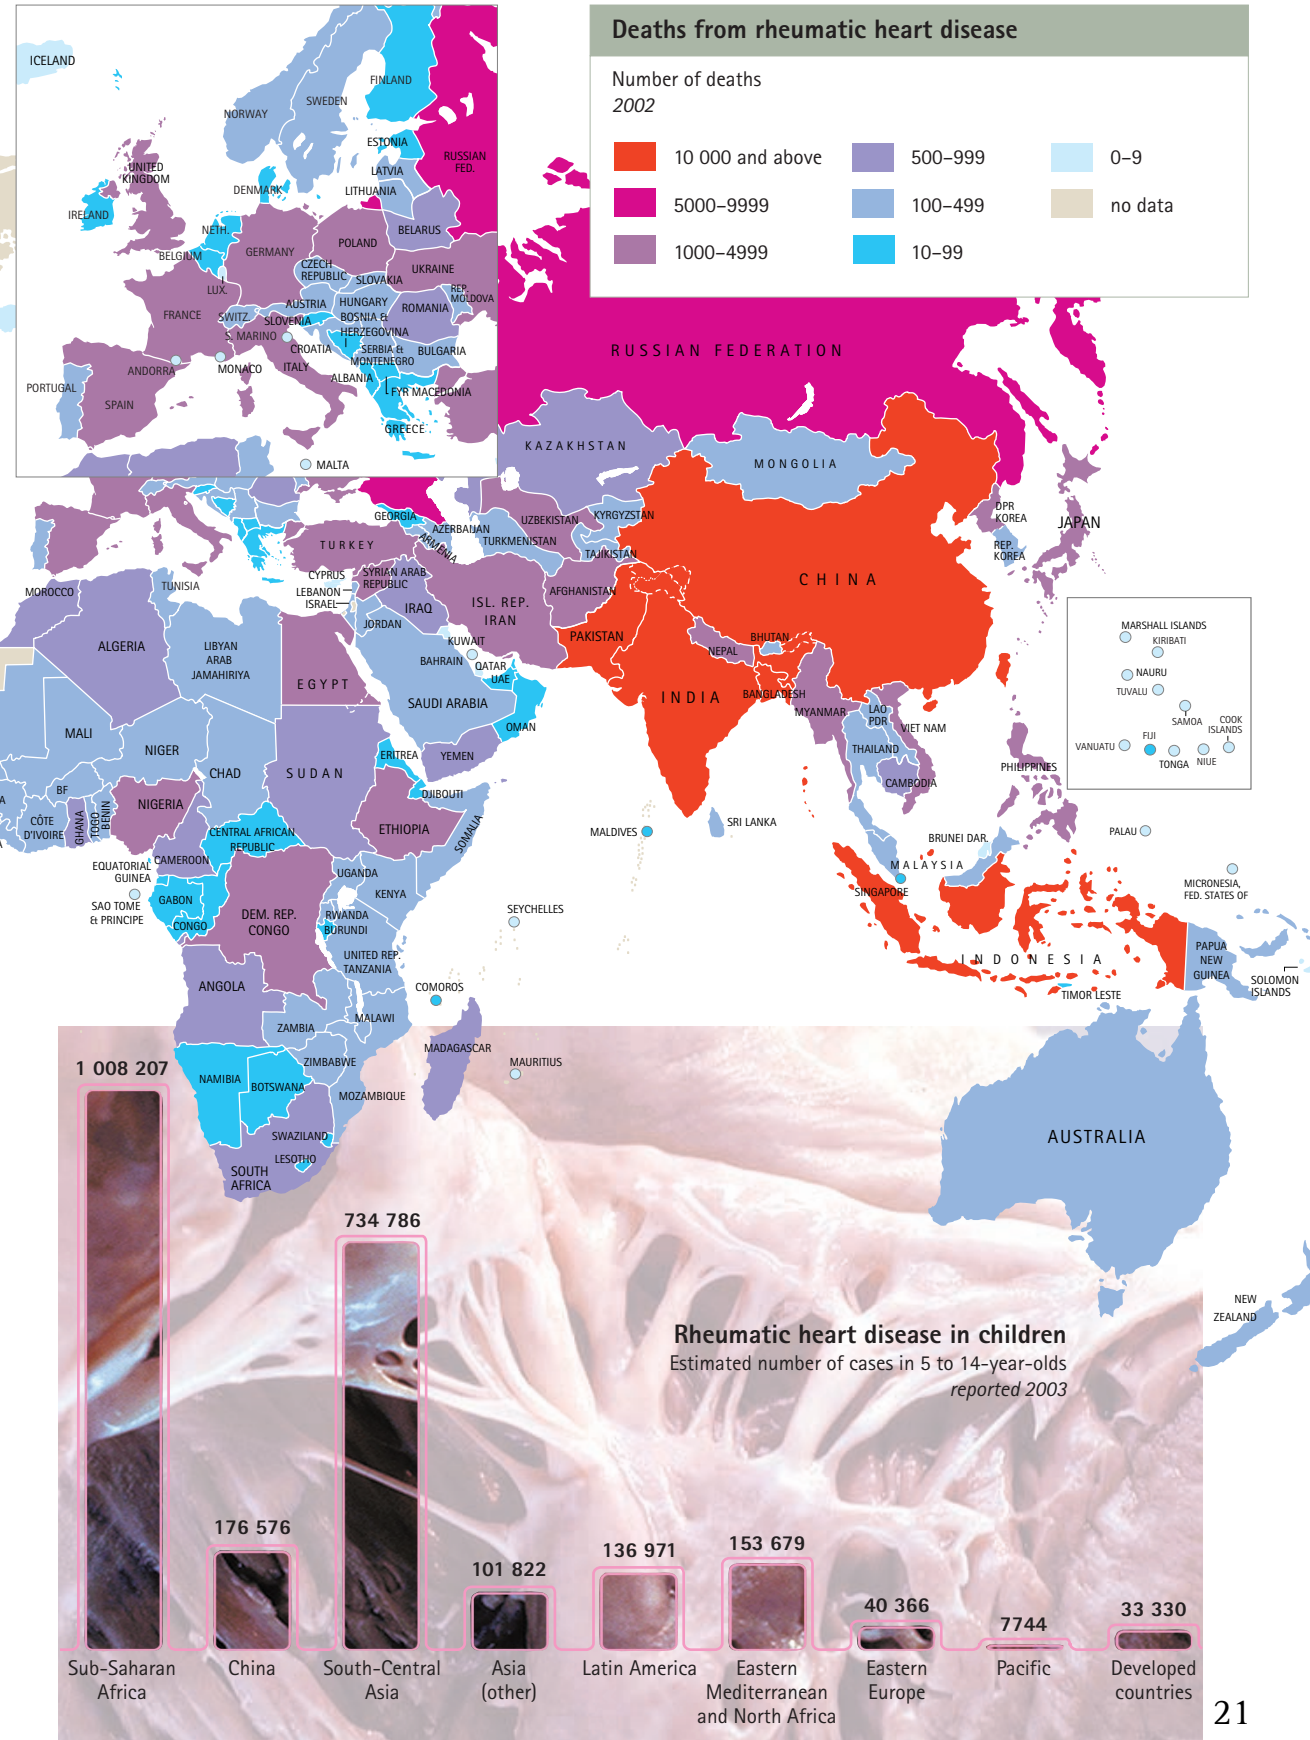 Deaths from rheumatic heart disease
Number of deaths
2002
10 000 and above
5000–9999
1000–4999
500–999
100–499
10–99
0–9
no data
ICELAND
FINLAND
SWEDEN
NORWAY
ESTONIA
RUSSIAN
FED.
LATVIA
LITHUANIA
UNITED
KINGDOM
DENMARK
IRELAND
NETH.
BELARUS
BELGIUM
GERMANY
POLAND
CZECH
REPUBLIC
UKRAINE
SLOVAKIA
LUX.
REP.
MOLDOVA
AUSTRIA
HUNGARY
ROMANIA
FRANCE
SWITZ.
SLOVENIA
BOSNIA &
HERZEGOVINA
S. MARINO
CROATIA
SERBIA &
MONTENEGRO
BULGARIA
ANDORRA
MONACO
ITALY
ALBANIA
FYR MACEDONIA
PORTUGAL
SPAIN
GREECE
MALTA
RUSSIAN FEDERATION
KAZAKHSTAN
MONGOLIA
GEORGIA
AZERBAIJAN
ARMENIA
UZBEKISTAN
KYRGYZSTAN
TURKMENISTAN
TAJIKISTAN
DPR
KOREA
JAPAN
REP.
KOREA
TURKEY
CYPRUS
LEBANON
ISRAEL
SYRIAN ARAB
REPUBLIC
IRAQ
ISL. REP.
IRAN
AFGHANISTAN
CHINA
MOROCCO
TUNISIA
ALGERIA
LIBYAN
ARAB
JAMAHIRIYA
EGYPT
JORDAN
KUWAIT
BAHRAIN
QATAR
UAE
SAUDI ARABIA
OMAN
YEMEN
PAKISTAN
NEPAL
BHUTAN
INDIA
BANGLADESH
MYANMAR
LAO
PDR
VIET NAM
THAILAND
CAMBODIA
PHILIPPINES
MARSHALL ISLANDS
KIRIBATI
NAURU
TUVALU
SAMOA
COOK
ISLANDS
VANUATU
FIJI
TONGA
NIUE
MALI
NIGER
CHAD
SUDAN
ERITREA
DJIBOUTI
BF
CÔTE
D'IVOIRE
GHANA
TOGO
BENIN
NIGERIA
CENTRAL AFRICAN
REPUBLIC
ETHIOPIA
SOMALIA
EQUATORIAL
GUINEA
CAMEROON
SAO TOME
& PRINCIPE
GABON
CONGO
DEM. REP.
CONGO
UGANDA
KENYA
RWANDA
BURUNDI
UNITED REP.
TANZANIA
SEYCHELLES
MALDIVES
SRI LANKA
BRUNEI DAR.
MALAYSIA
SINGAPORE
PALAU
MICRONESIA,
FED. STATES OF
INDONESIA
TIMOR LESTE
PAPUA
NEW
GUINEA
SOLOMON
ISLANDS
ANGOLA
COMOROS
ZAMBIA
MALAWI
ZIMBABWE
MADAGASCAR
MAURITIUS
NAMIBIA
BOTSWANA
MOZAMBIQUE
SWAZILAND
LESOTHO
SOUTH
AFRICA
AUSTRALIA
NEW
ZEALAND
Rheumatic heart disease in children
Estimated number of cases in 5 to 14-year-olds
reported 2003
1 008 207
176 576
734 786
101 822
136 971
153 679
40 366
7744
33 330
Sub-Saharan
Africa
China
South-Central
Asia
Asia
(other)
Latin America
Eastern
Mediterranean
and North Africa
Eastern
Europe
Pacific
Developed
countries
21